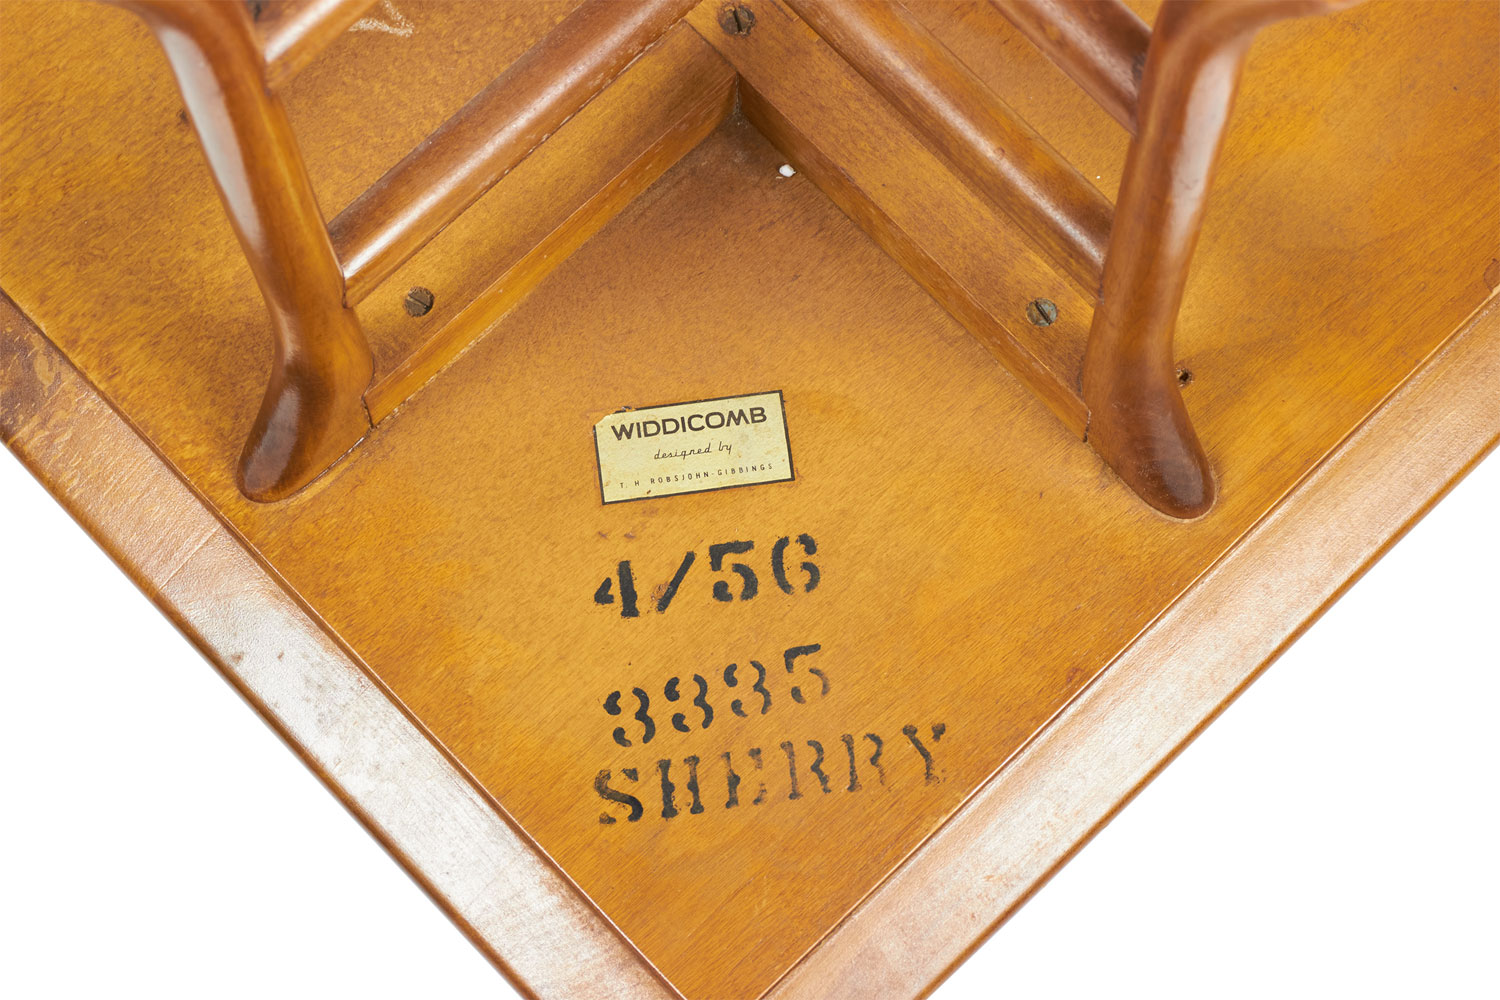 WIDDICOMB
designed by
T. H. ROBSJOHN-GIBBINGS
4/56
3335
SHERRY